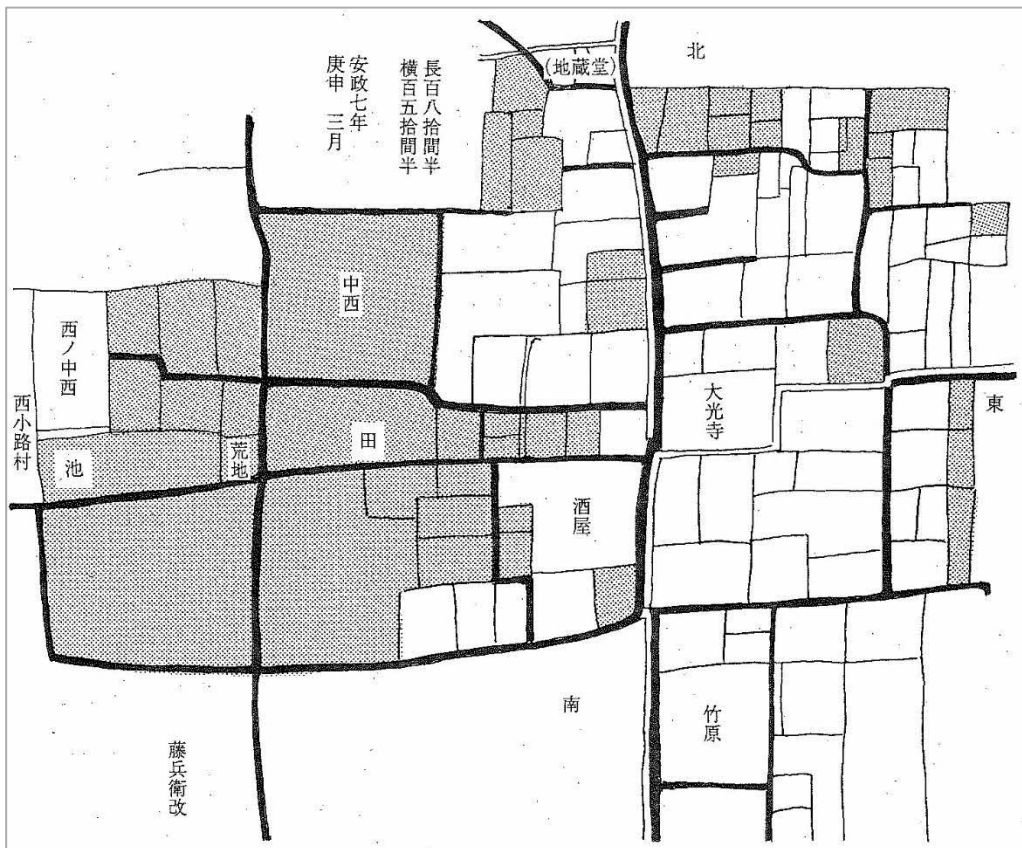 北
(地蔵堂)
長百八拾間半
横百五拾間半
安政七年
庚申 三月
中西
西ノ中西
西小路村
池
荒地
田
大光寺
東
酒屋
南
竹原
藤兵衛改